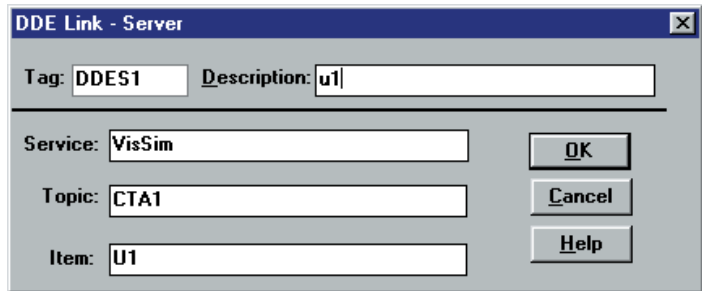 DDE Link - Server
Tag: DDES1 Description: u1
Service: VisSim
OK
Topic: CTA1
Cancel
Item: U1
Help